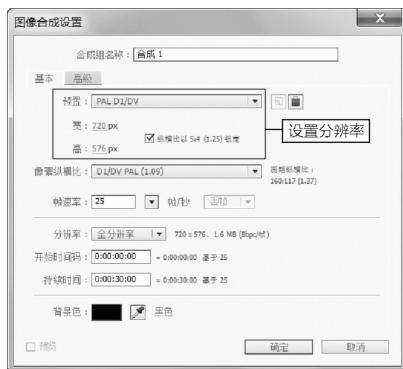 图像合成设置
合成组名称：合成 1
基本 高级
预置：PAL D1/DV
宽：720 px
纵横比以 5:4 (1.25) 锁定
高：576 px
设置分辨率
像素纵横比：D1/DV PAL (1.09)
画幅纵横比：
160:117 (1.37)
帧速率：25 帧/秒 丢帧
分辨率：全分辨率 720 x 576，1.6 MB (8bpc/帧)
开始时间码：0:00:00:00 = 0:00:00:00 基于 25
持续时间：0:00:30:00 = 0:00:30:00 基于 25
背景色： 黑色
预览 确定 取消